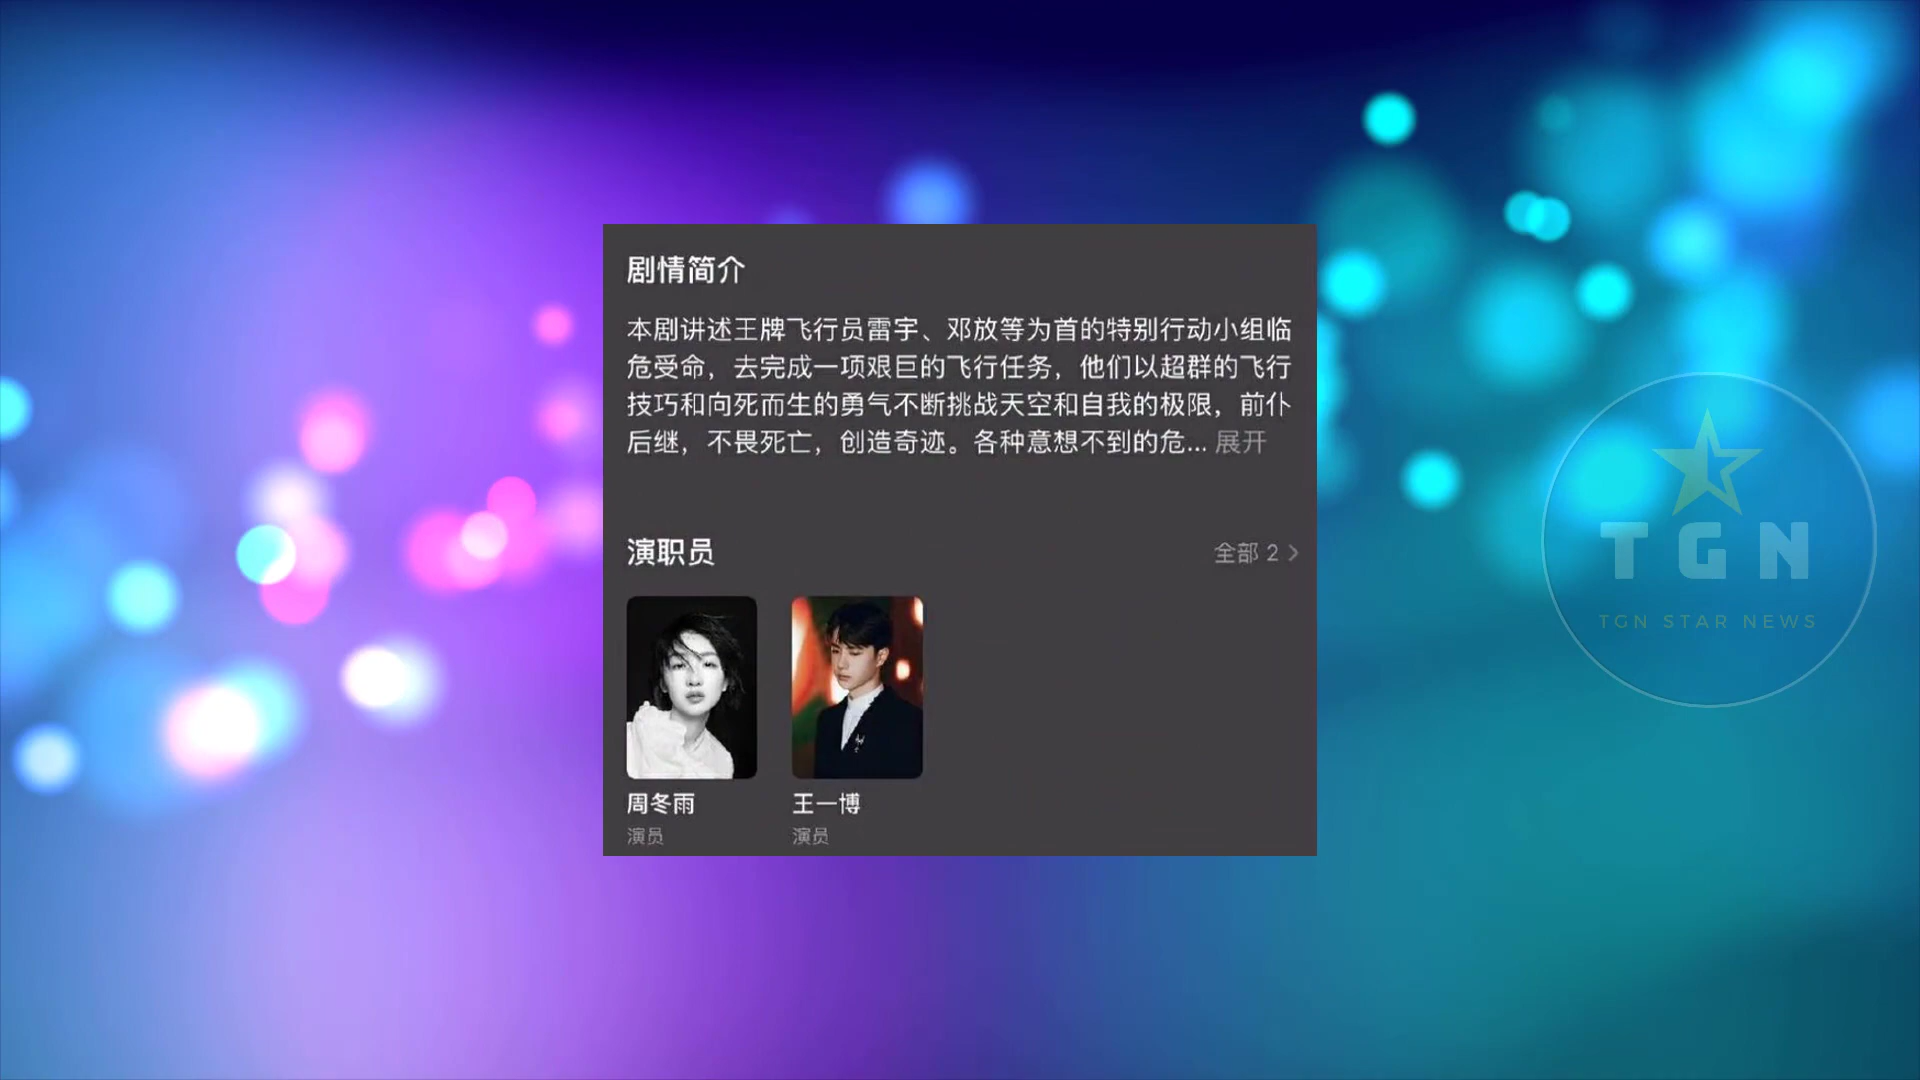 剧情简介
本剧讲述王牌飞行员雷宇、邓放等为首的特别行动小组临
危受命，去完成一项艰巨的飞行任务，他们以超群的飞行
技巧和向死而生的勇气不断挑战天空和自我的极限，前仆
后继，不畏死亡，创造奇迹。各种意想不到的危... 展开
演职员
全部 2 >
周冬雨
王一博
演员
演员
TGN
TGN STAR NEWS